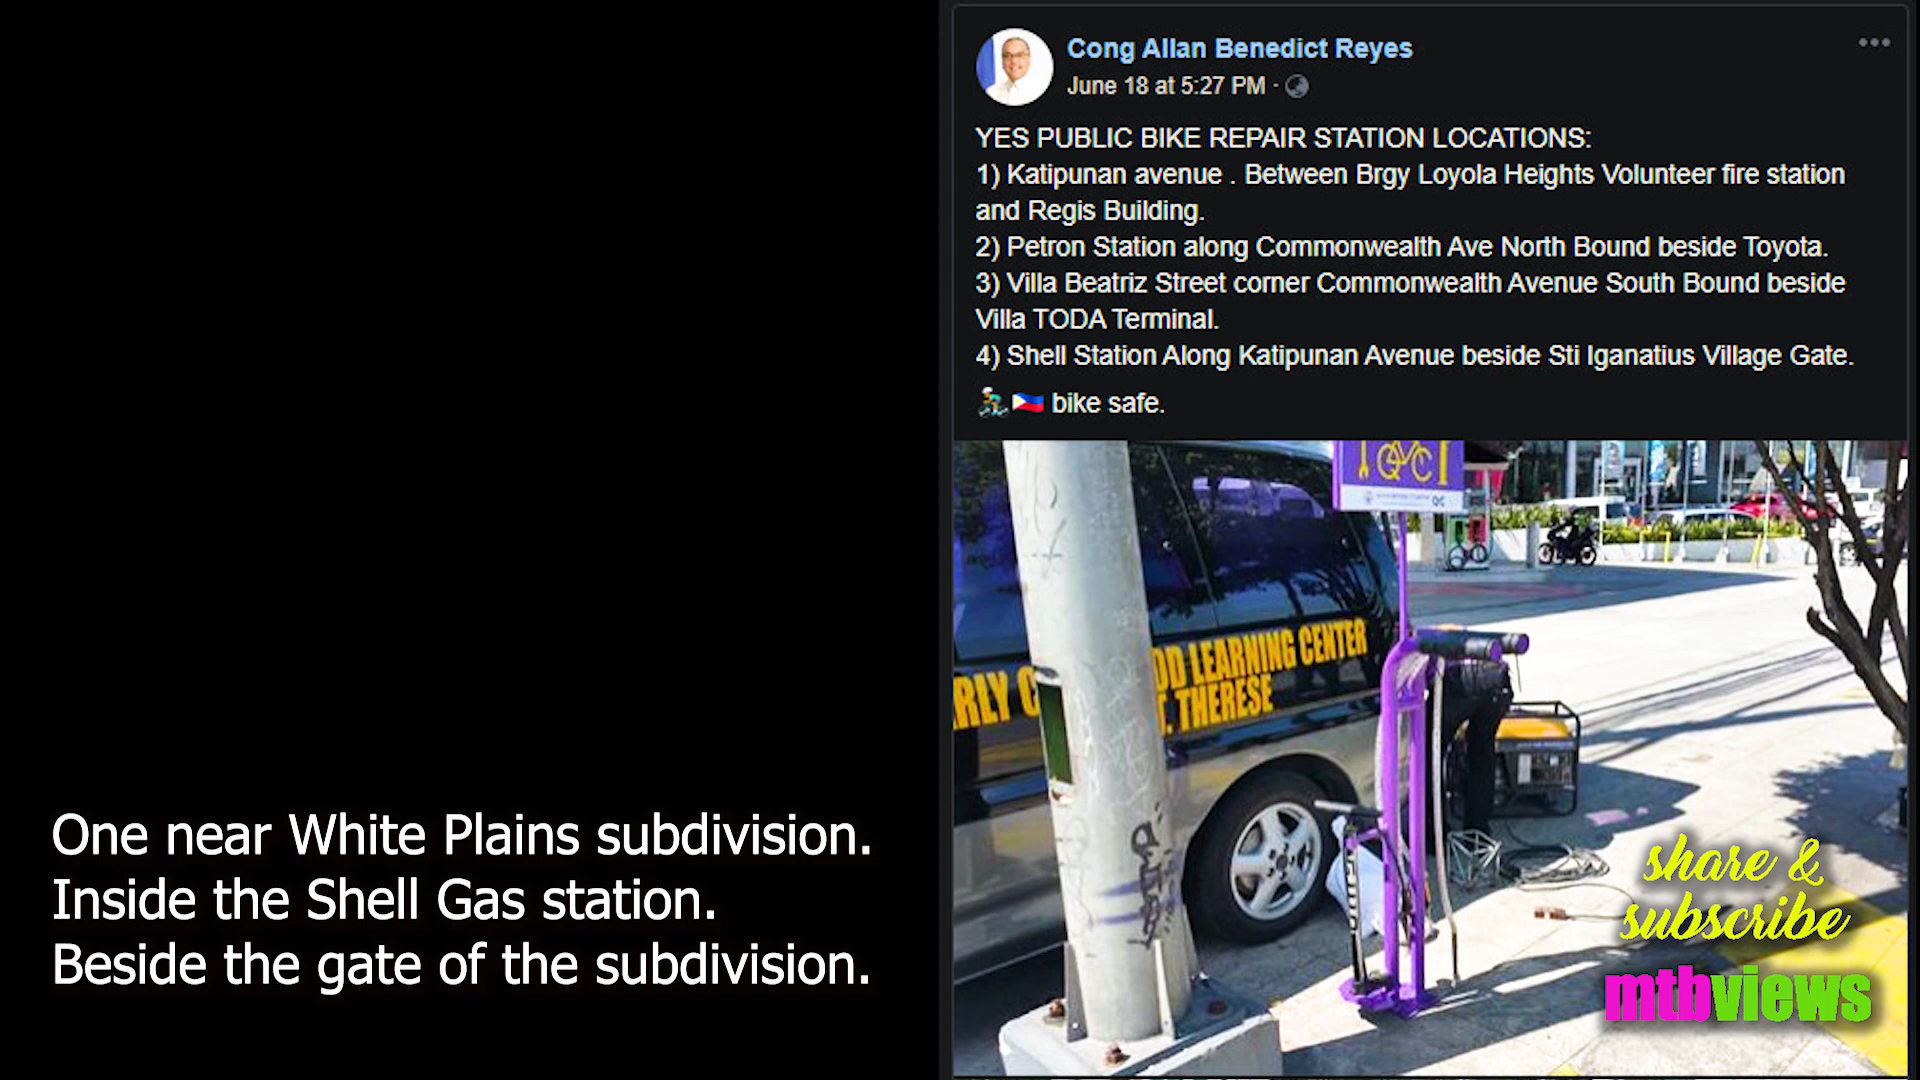 Cong Allan Benedict Reyes
June 18 at 5:27 PM ·
YES PUBLIC BIKE REPAIR STATION LOCATIONS:
1) Katipunan avenue . Between Brgy Loyola Heights Volunteer fire station
and Regis Building.
2) Petron Station along Commonwealth Ave North Bound beside Toyota.
3) Villa Beatriz Street corner Commonwealth Avenue South Bound beside
Villa TODA Terminal.
4) Shell Station Along Katipunan Avenue beside Sti Iganatius Village Gate.
bike safe.
QC
LEARNING CENTER
THERESE
One near White Plains subdivision.
Inside the Shell Gas station.
Beside the gate of the subdivision.
share &
subscribe
mtbviews